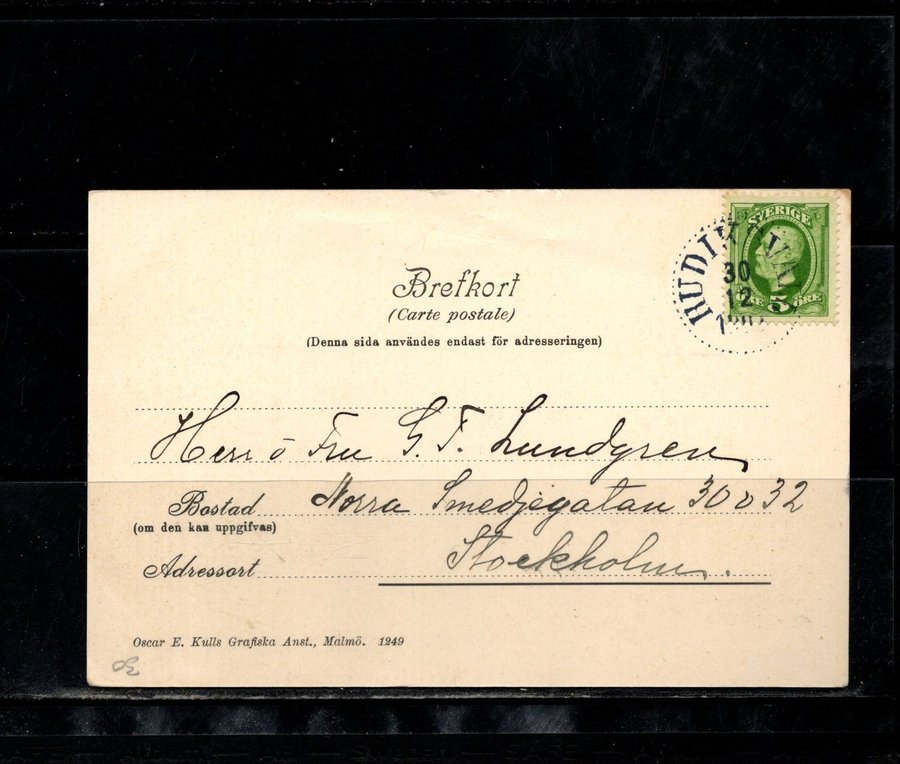 SVERIGE
5 ÖRE
HUDIKSVALL
30
12
Brefkort
(Carte postale)
(Denna sida användes endast för adresseringen)
Herr o Fru G. F. Lundgren
Bostad Norra Smedjegatan 30 o 32
(om den kan uppgifvas)
Adressort Stockholm.
Oscar E. Kulls Grafiska Anst., Malmö. 1249